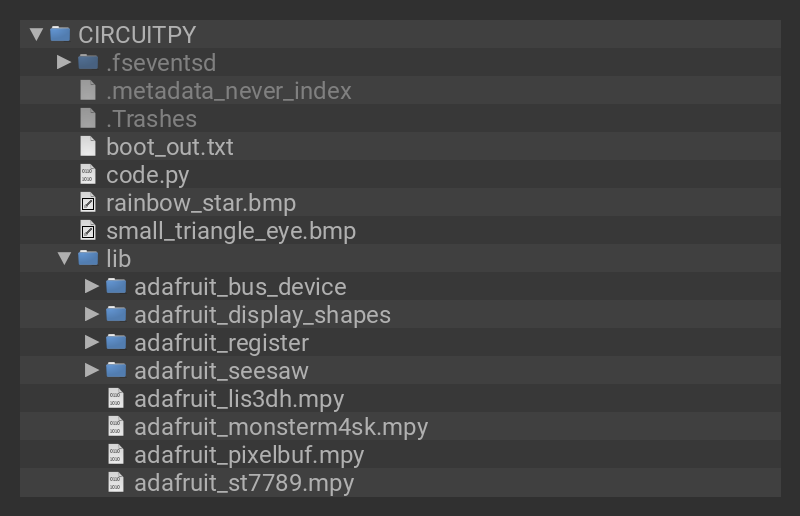 CIRCUITPY
.fseventsd
.metadata_never_index
.Trashes
boot_out.txt
code.py
rainbow_star.bmp
small_triangle_eye.bmp
lib
adafruit_bus_device
adafruit_display_shapes
adafruit_register
adafruit_seesaw
adafruit_lis3dh.mpy
adafruit_monsterm4sk.mpy
adafruit_pixelbuf.mpy
adafruit_st7789.mpy